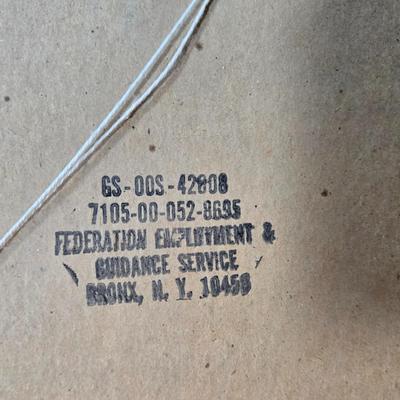 GS-00S-42808
7105-00-052-8695
FEDERATION EMPLOYMENT &
GUIDANCE SERVICE
BRONX, N. Y. 10458